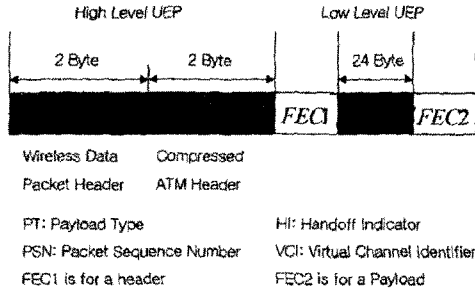 High Level UEP Low Level UEP
2 Byte 2 Byte 24 Byte
FEC1 FEC2
Wireless Data Compressed
Packet Header ATM Header
PT: Payload Type HI: Handoff Indicator
PSN: Packet Sequence Number VCI: Virtual Channel Identifier
FEC1 is for a header FEC2 is for a Payload